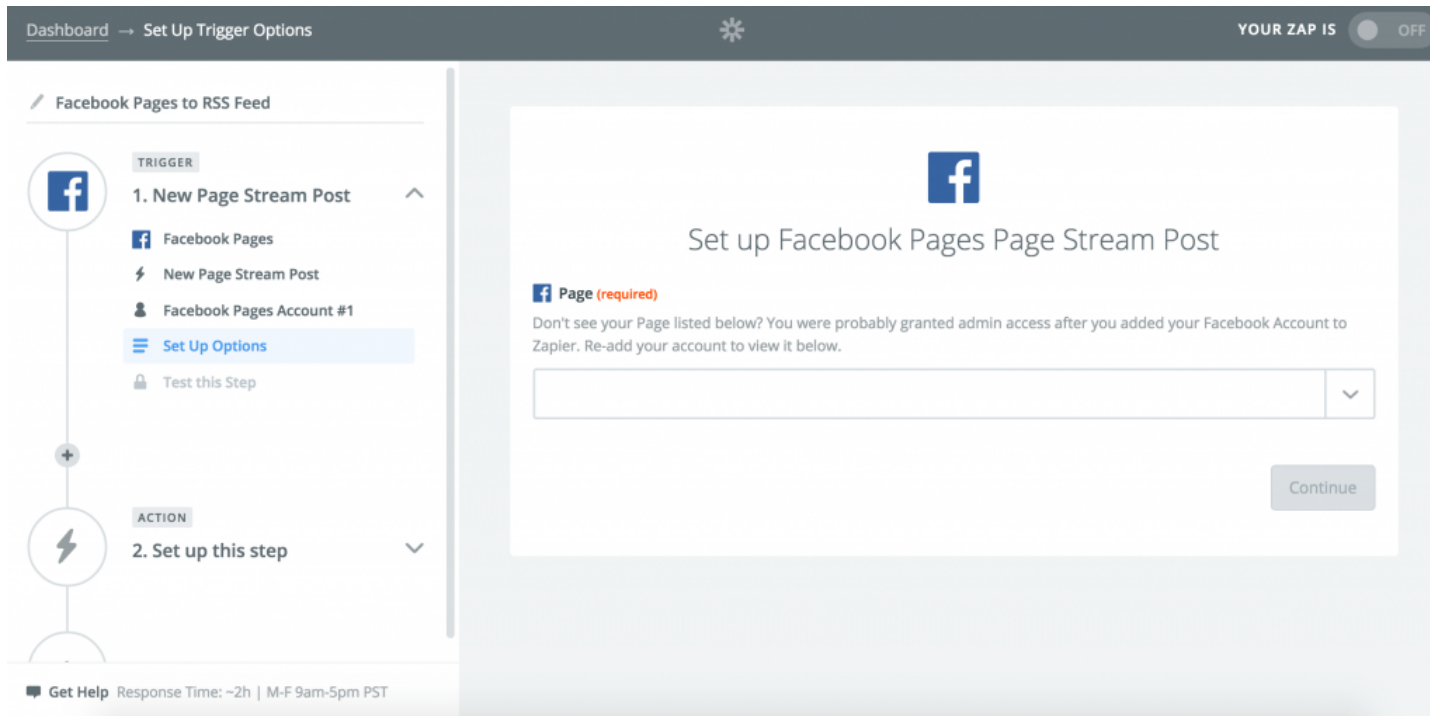 Dashboard → Set Up Trigger Options
YOUR ZAP IS OFF
Facebook Pages to RSS Feed
TRIGGER
1. New Page Stream Post
Facebook Pages
New Page Stream Post
Facebook Pages Account #1
Set Up Options
Test this Step
ACTION
2. Set up this step
Get Help Response Time: ~2h | M-F 9am-5pm PST
Set up Facebook Pages Page Stream Post
Page (required)
Don't see your Page listed below? You were probably granted admin access after you added your Facebook Account to
Zapier. Re-add your account to view it below.
Continue